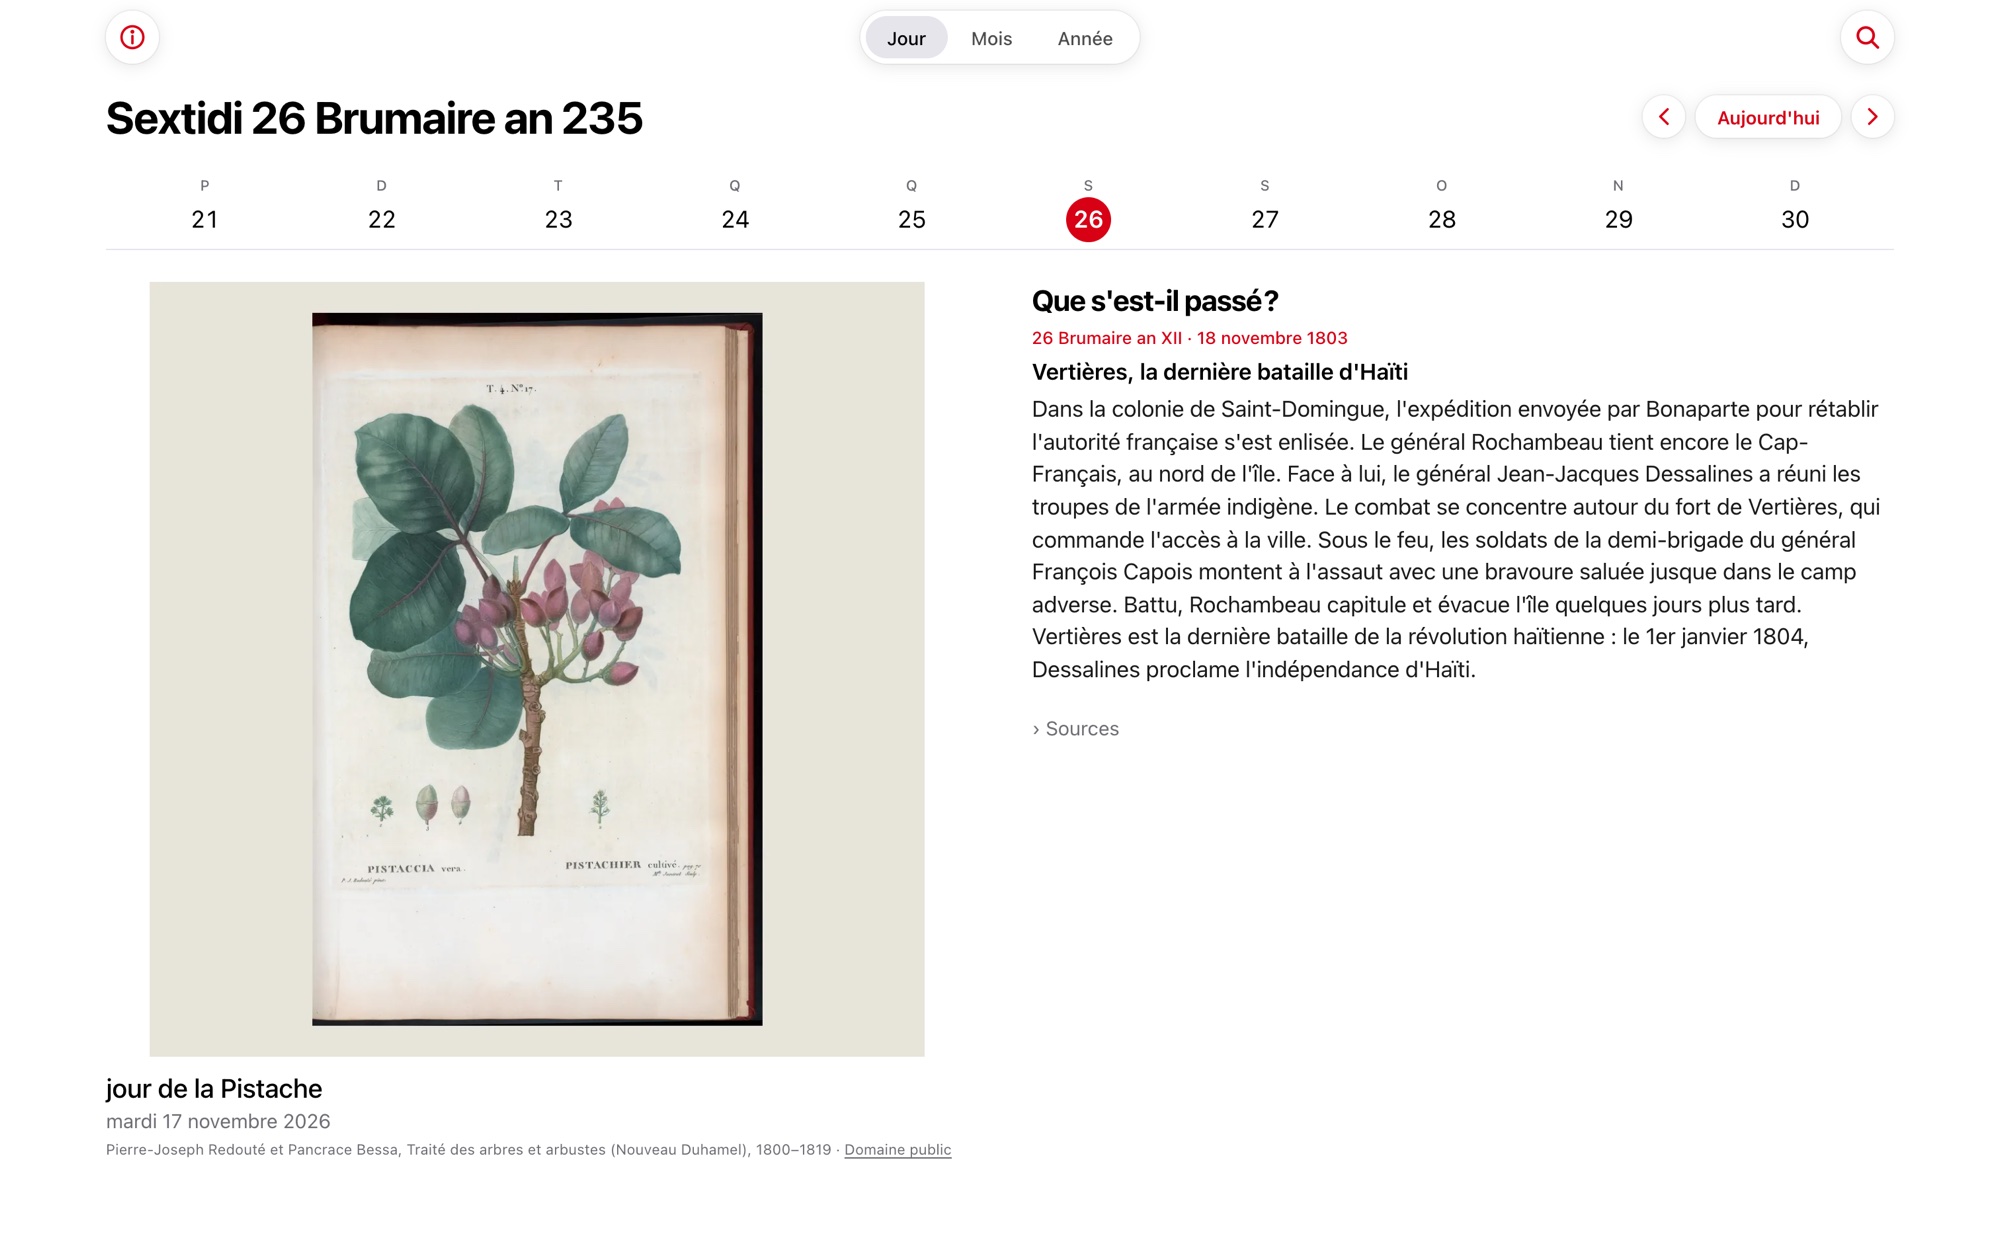 Jour
Mois
Année
Sextidi 26 Brumaire an 235
Aujourd'hui
P D T Q Q S S O N D
21 22 23 24 25 26 27 28 29 30
T. 4. Nº 17.
PISTACCIA vera.
PISTACHIER cultivé.
jour de la Pistache
mardi 17 novembre 2026
Pierre-Joseph Redouté et Pancrace Bessa, Traité des arbres et arbustes (Nouveau Duhamel), 1800–1819 · Domaine public
Que s'est-il passé ?
26 Brumaire an XII · 18 novembre 1803
Vertières, la dernière bataille d'Haïti
Dans la colonie de Saint-Domingue, l'expédition envoyée par Bonaparte pour rétablir
l'autorité française s'est enlisée. Le général Rochambeau tient encore le Cap-
Français, au nord de l'île. Face à lui, le général Jean-Jacques Dessalines a réuni les
troupes de l'armée indigène. Le combat se concentre autour du fort de Vertières, qui
commande l'accès à la ville. Sous le feu, les soldats de la demi-brigade du général
François Capois montent à l'assaut avec une bravoure saluée jusque dans le camp
adverse. Battu, Rochambeau capitule et évacue l'île quelques jours plus tard.
Vertières est la dernière bataille de la révolution haïtienne : le 1er janvier 1804,
Dessalines proclame l'indépendance d'Haïti.
› Sources